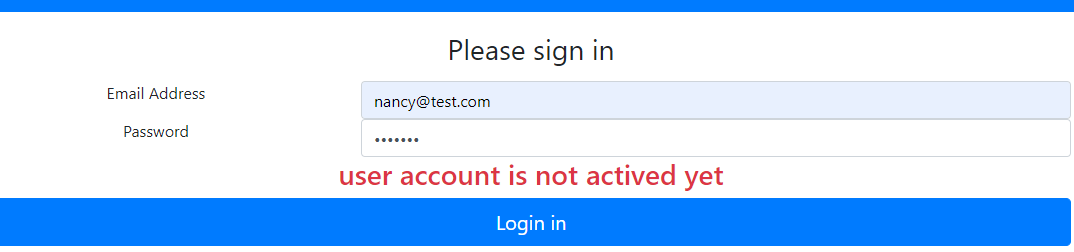 Please sign in
Email Address
nancy@test.com
Password
•••••••
user account is not actived yet
Login in